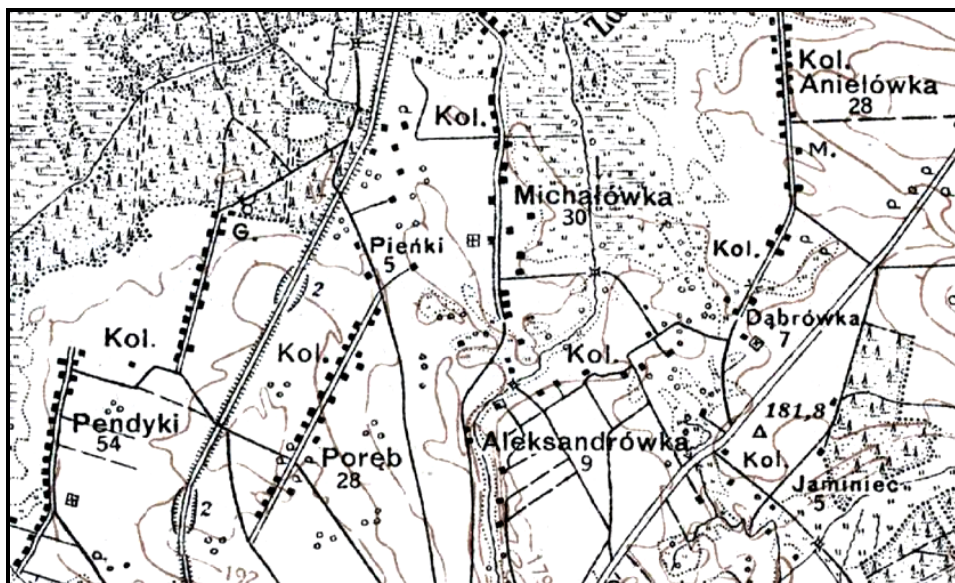 Kol.
Anielówka
28
Kol.
M.
Michałówka
30
G.
Pieńki
5
Kol.
2
Dąbrówka
7
Kol.
Kol.
Kol.
Pendyki
54
181,8
Aleksandrówka
9
Kol.
Poręb
28
Jaminiec
5
2
192
179